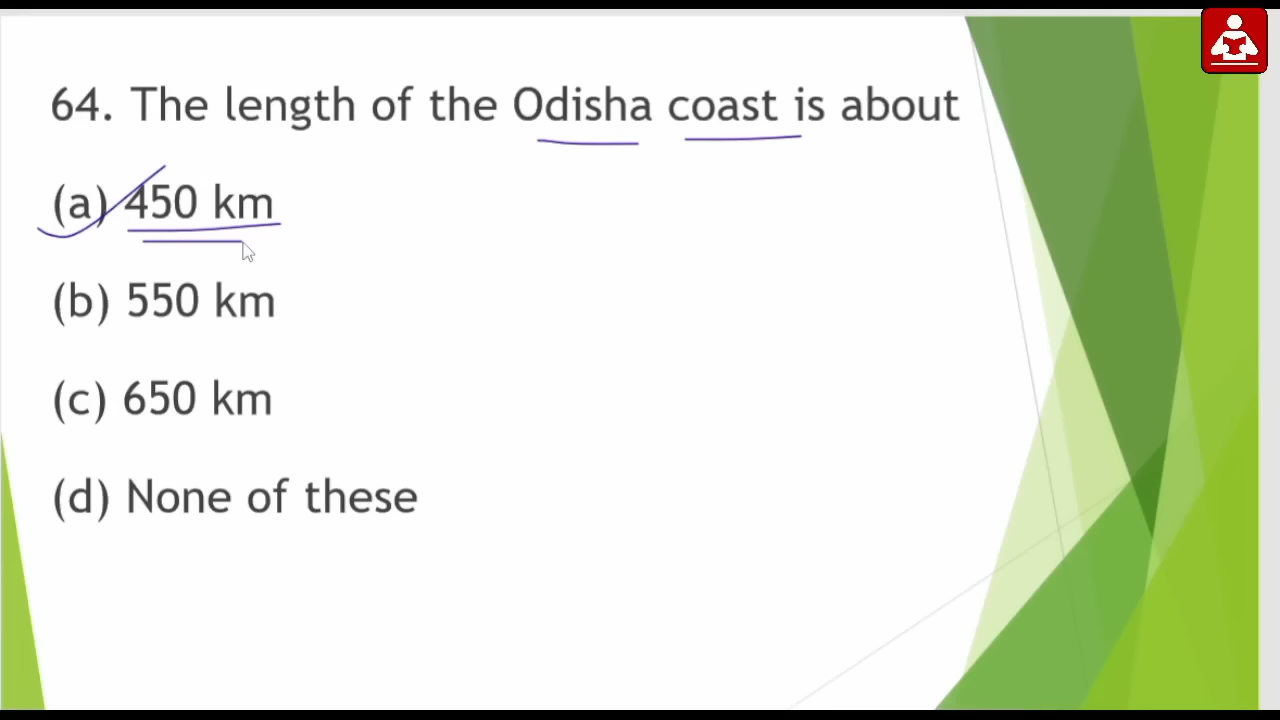 64. The length of the Odisha coast is about
(a) 450 km
(b) 550 km
(c) 650 km
(d) None of these